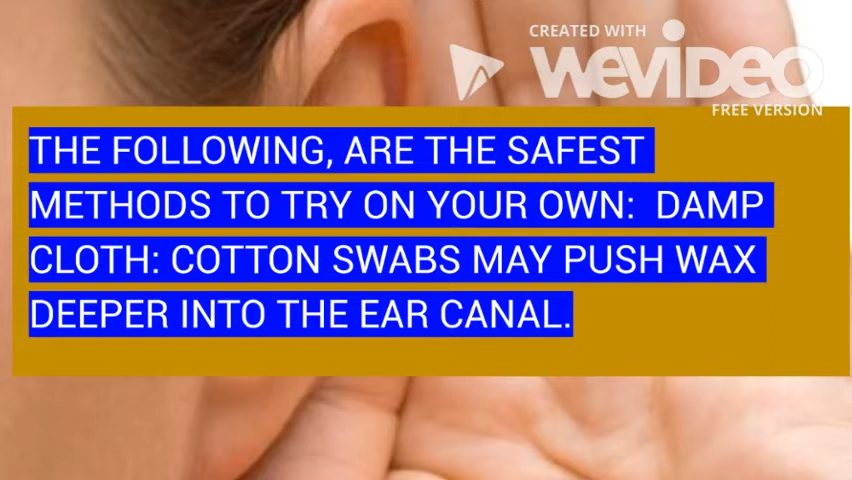 CREATED WITH
WEVIDEO
FREE VERSION
THE FOLLOWING, ARE THE SAFEST
METHODS TO TRY ON YOUR OWN:  DAMP
CLOTH: COTTON SWABS MAY PUSH WAX
DEEPER INTO THE EAR CANAL.